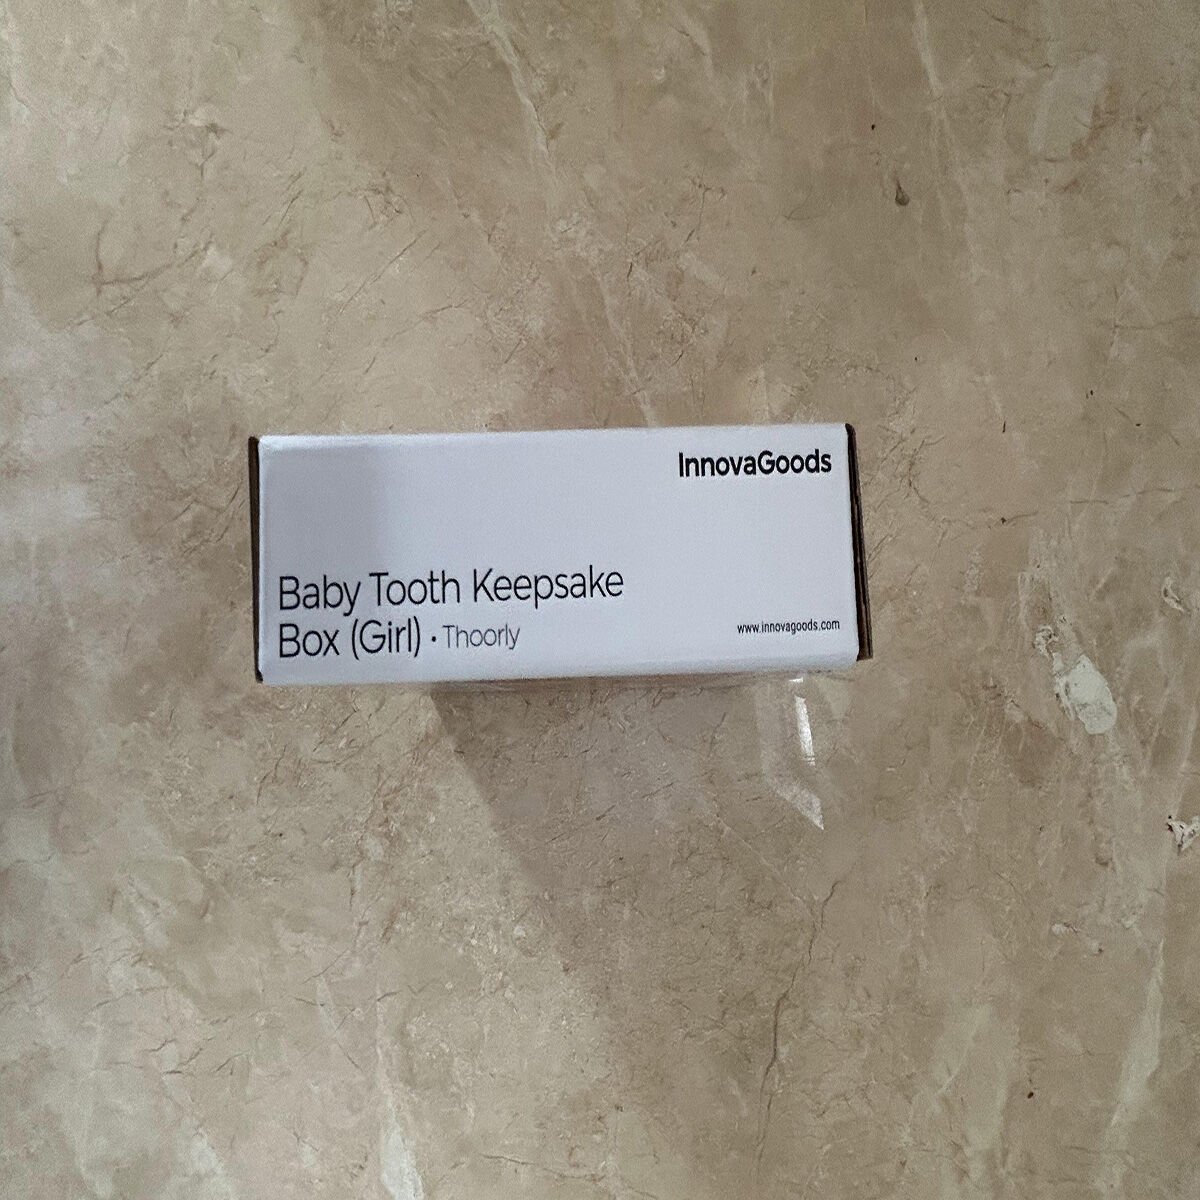 InnovaGoods
Baby Tooth Keepsake
Box (Girl) · Thoorly
www.innovagoods.com